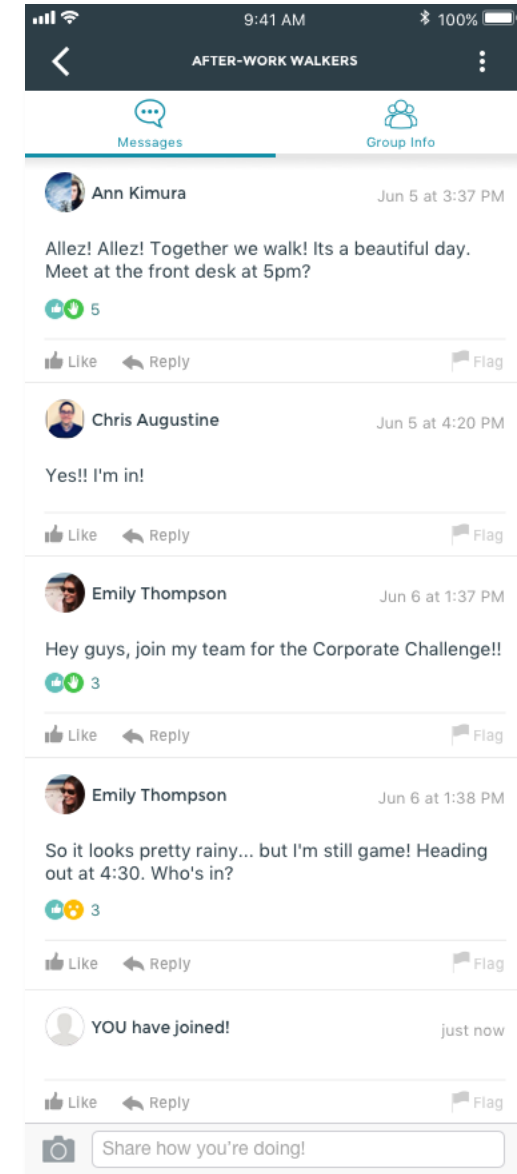 9:41 AM
100%
AFTER-WORK WALKERS
Messages
Group Info
Ann Kimura
Jun 5 at 3:37 PM
Allez! Allez! Together we walk! Its a beautiful day.
Meet at the front desk at 5pm?
5
Like
Reply
Flag
Chris Augustine
Jun 5 at 4:20 PM
Yes!! I'm in!
Like
Reply
Flag
Emily Thompson
Jun 6 at 1:37 PM
Hey guys, join my team for the Corporate Challenge!!
3
Like
Reply
Flag
Emily Thompson
Jun 6 at 1:38 PM
So it looks pretty rainy... but I'm still game! Heading
out at 4:30. Who's in?
3
Like
Reply
Flag
YOU have joined!
just now
Like
Reply
Flag
Share how you’re doing!